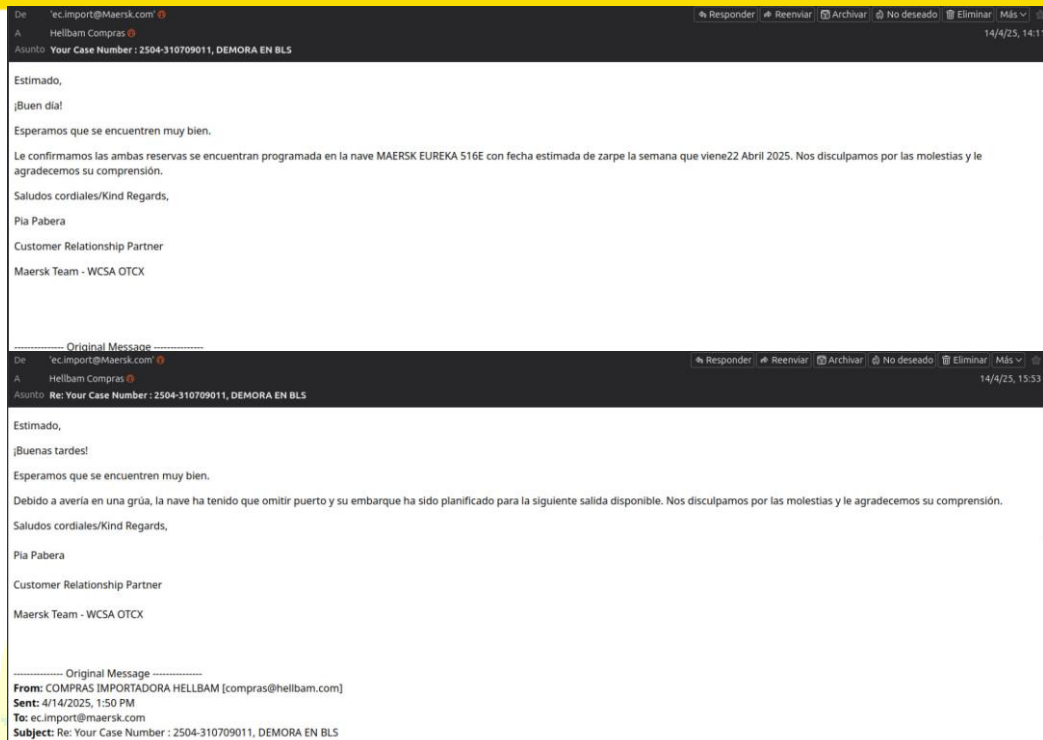 De 'ec.import@Maersk.com'
Responder Reenviar Archivar No deseado Eliminar Más
A Hellbam Compras
14/4/25, 14:11
Asunto Your Case Number : 2504-310709011, DEMORA EN BLS
Estimado,
¡Buen día!
Esperamos que se encuentren muy bien.
Le confirmamos las ambas reservas se encuentran programada en la nave MAERSK EUREKA 516E con fecha estimada de zarpe la semana que viene22 Abril 2025. Nos disculpamos por las molestias y le
agradecemos su comprensión.
Saludos cordiales/Kind Regards,
Pia Pabera
Customer Relationship Partner
Maersk Team - WCSA OTCX
--------------- Original Message ---------------
De 'ec.import@Maersk.com'
Responder Reenviar Archivar No deseado Eliminar Más
A Hellbam Compras
14/4/25, 15:53
Asunto Re: Your Case Number : 2504-310709011, DEMORA EN BLS
Estimado,
¡Buenas tardes!
Esperamos que se encuentren muy bien.
Debido a avería en una grúa, la nave ha tenido que omitir puerto y su embarque ha sido planificado para la siguiente salida disponible. Nos disculpamos por las molestias y le agradecemos su comprensión.
Saludos cordiales/Kind Regards,
Pia Pabera
Customer Relationship Partner
Maersk Team - WCSA OTCX
--------------- Original Message ---------------
From: COMPRAS IMPORTADORA HELLBAM [compras@hellbam.com]
Sent: 4/14/2025, 1:50 PM
To: ec.import@maersk.com
Subject: Re: Your Case Number : 2504-310709011, DEMORA EN BLS